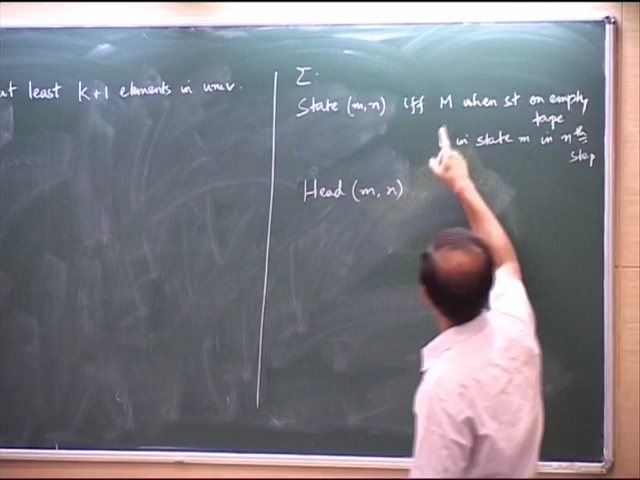 at least K+1 elements in univ.
Σ.
State (m,n) iff M when st on empty
tape
in state m in nth
step
Head (m, n)